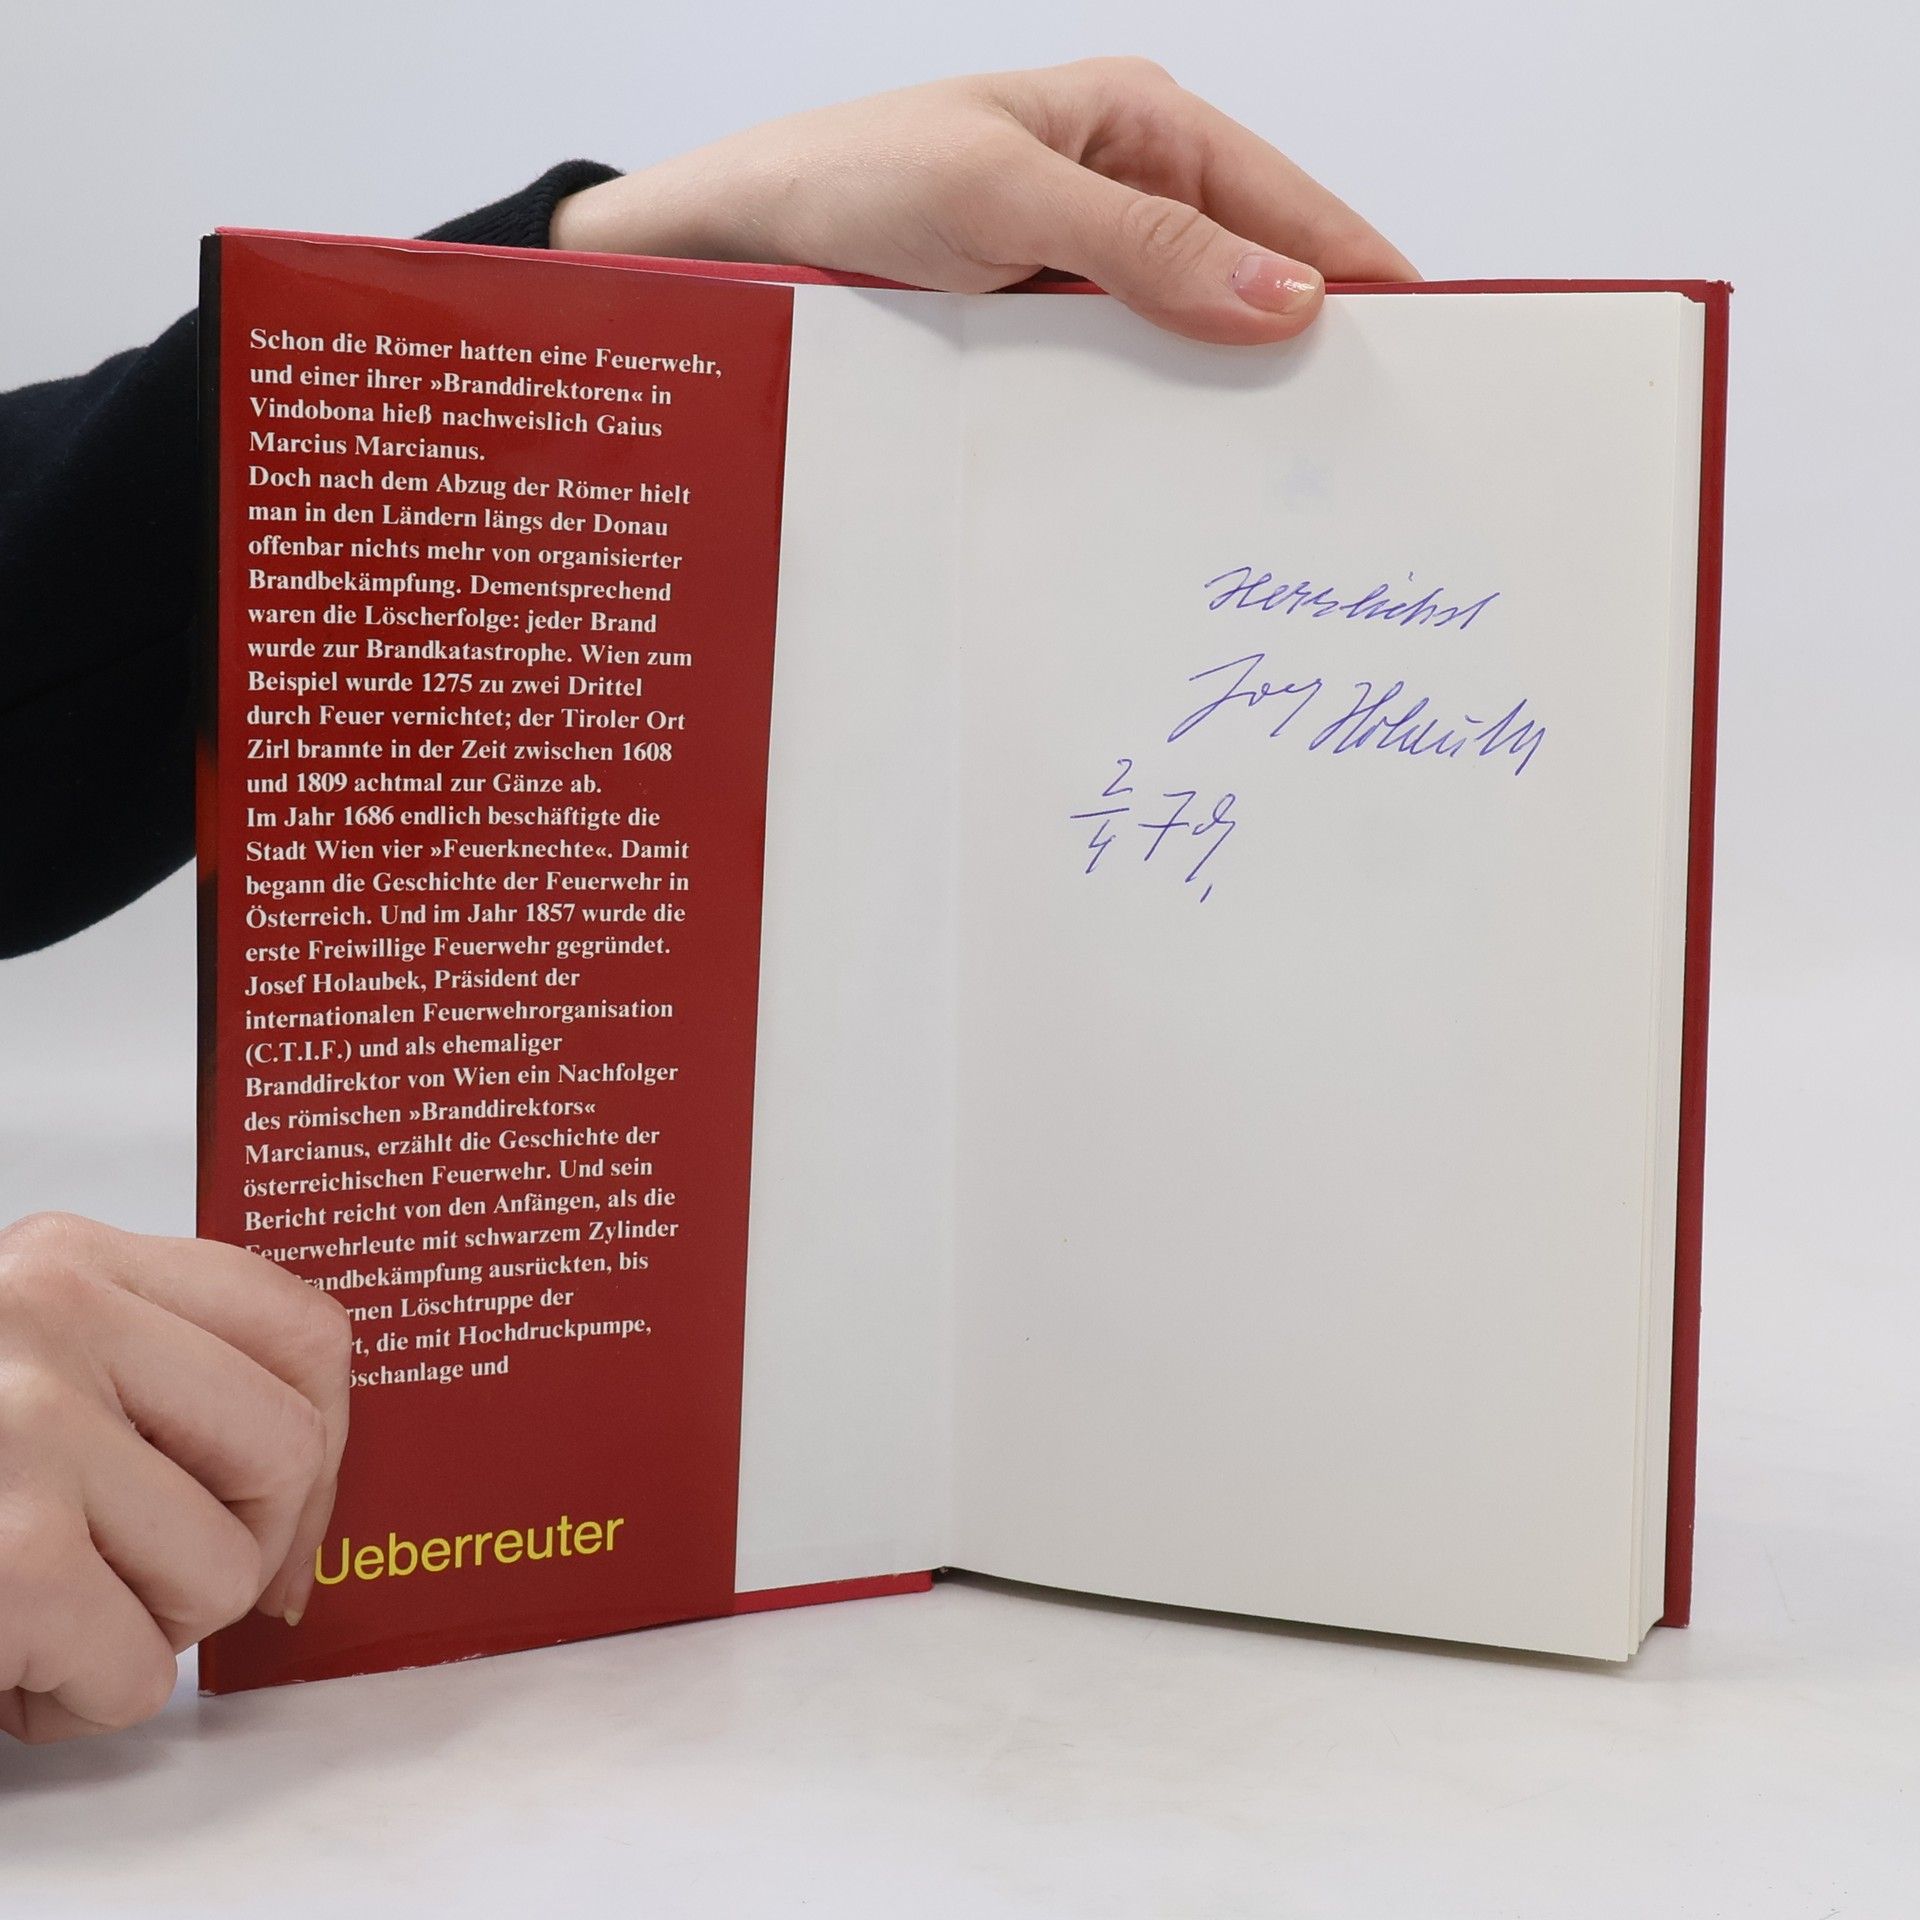 Schon die Römer hatten eine Feuerwehr,
und einer ihrer »Branddirektoren« in
Vindobona hieß nachweislich Gaius
Marcius Marcianus.
Doch nach dem Abzug der Römer hielt
man in den Ländern längs der Donau
offenbar nichts mehr von organisierter
Brandbekämpfung. Dementsprechend
waren die Löscherfolge: jeder Brand
wurde zur Brandkatastrophe. Wien zum
Beispiel wurde 1275 zu zwei Drittel
durch Feuer vernichtet; der Tiroler Ort
Zirl brannte in der Zeit zwischen 1608
und 1809 achtmal zur Gänze ab.
Im Jahr 1686 endlich beschäftigte die
Stadt Wien vier »Feuerknechte«. Damit
begann die Geschichte der Feuerwehr in
Österreich. Und im Jahr 1857 wurde die
erste Freiwillige Feuerwehr gegründet.
Josef Holaubek, Präsident der
internationalen Feuerwehrorganisation
(C.T.I.F.) und als ehemaliger
Branddirektor von Wien ein Nachfolger
des römischen »Branddirektors«
Marcianus, erzählt die Geschichte der
österreichischen Feuerwehr. Und sein
Bericht reicht von den Anfängen, als die
Feuerwehrleute mit schwarzem Zylinder
randbekämpfung ausrückten, bis
rnen Löschtruppe der
rt, die mit Hochdruckpumpe,
öschanlage und
Ueberreuter
Herzlichst
2/4 79